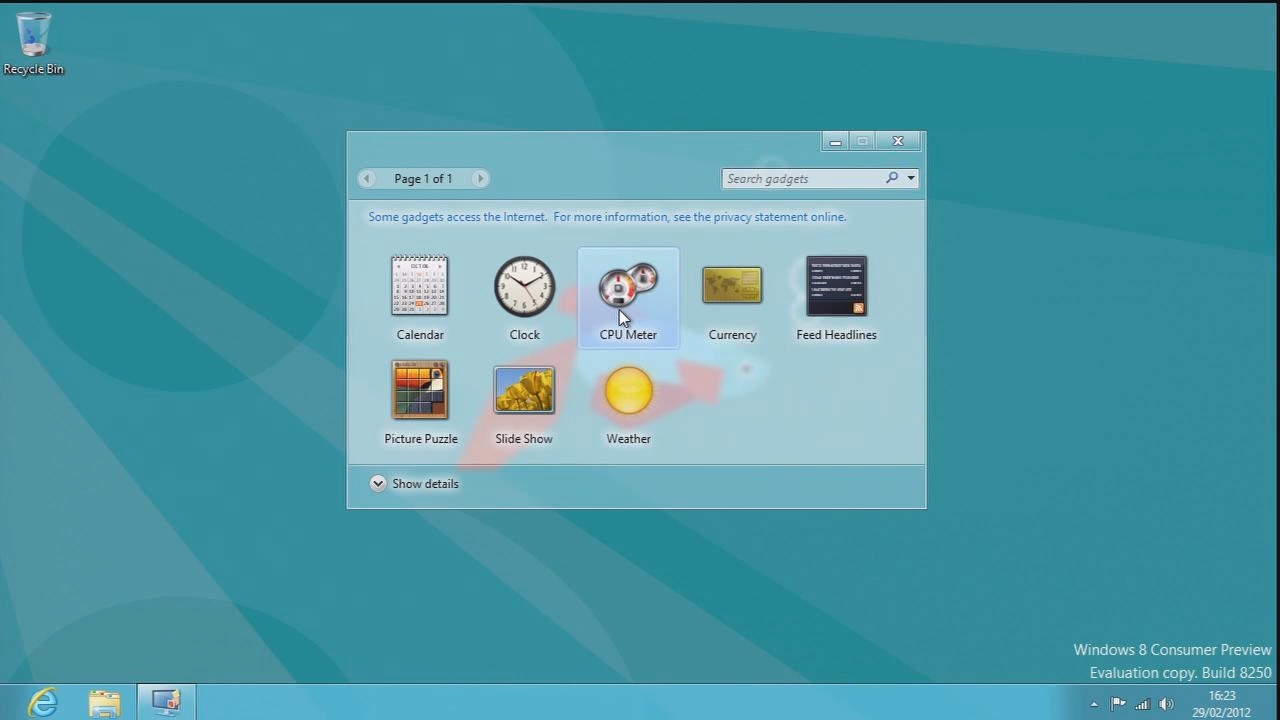 Recycle Bin
Page 1 of 1
Search gadgets
Some gadgets access the Internet.  For more information, see the privacy statement online.
Calendar
Clock
CPU Meter
Currency
Feed Headlines
Picture Puzzle
Slide Show
Weather
Show details
Windows 8 Consumer Preview
Evaluation copy. Build 8250
16:23
29/02/2012